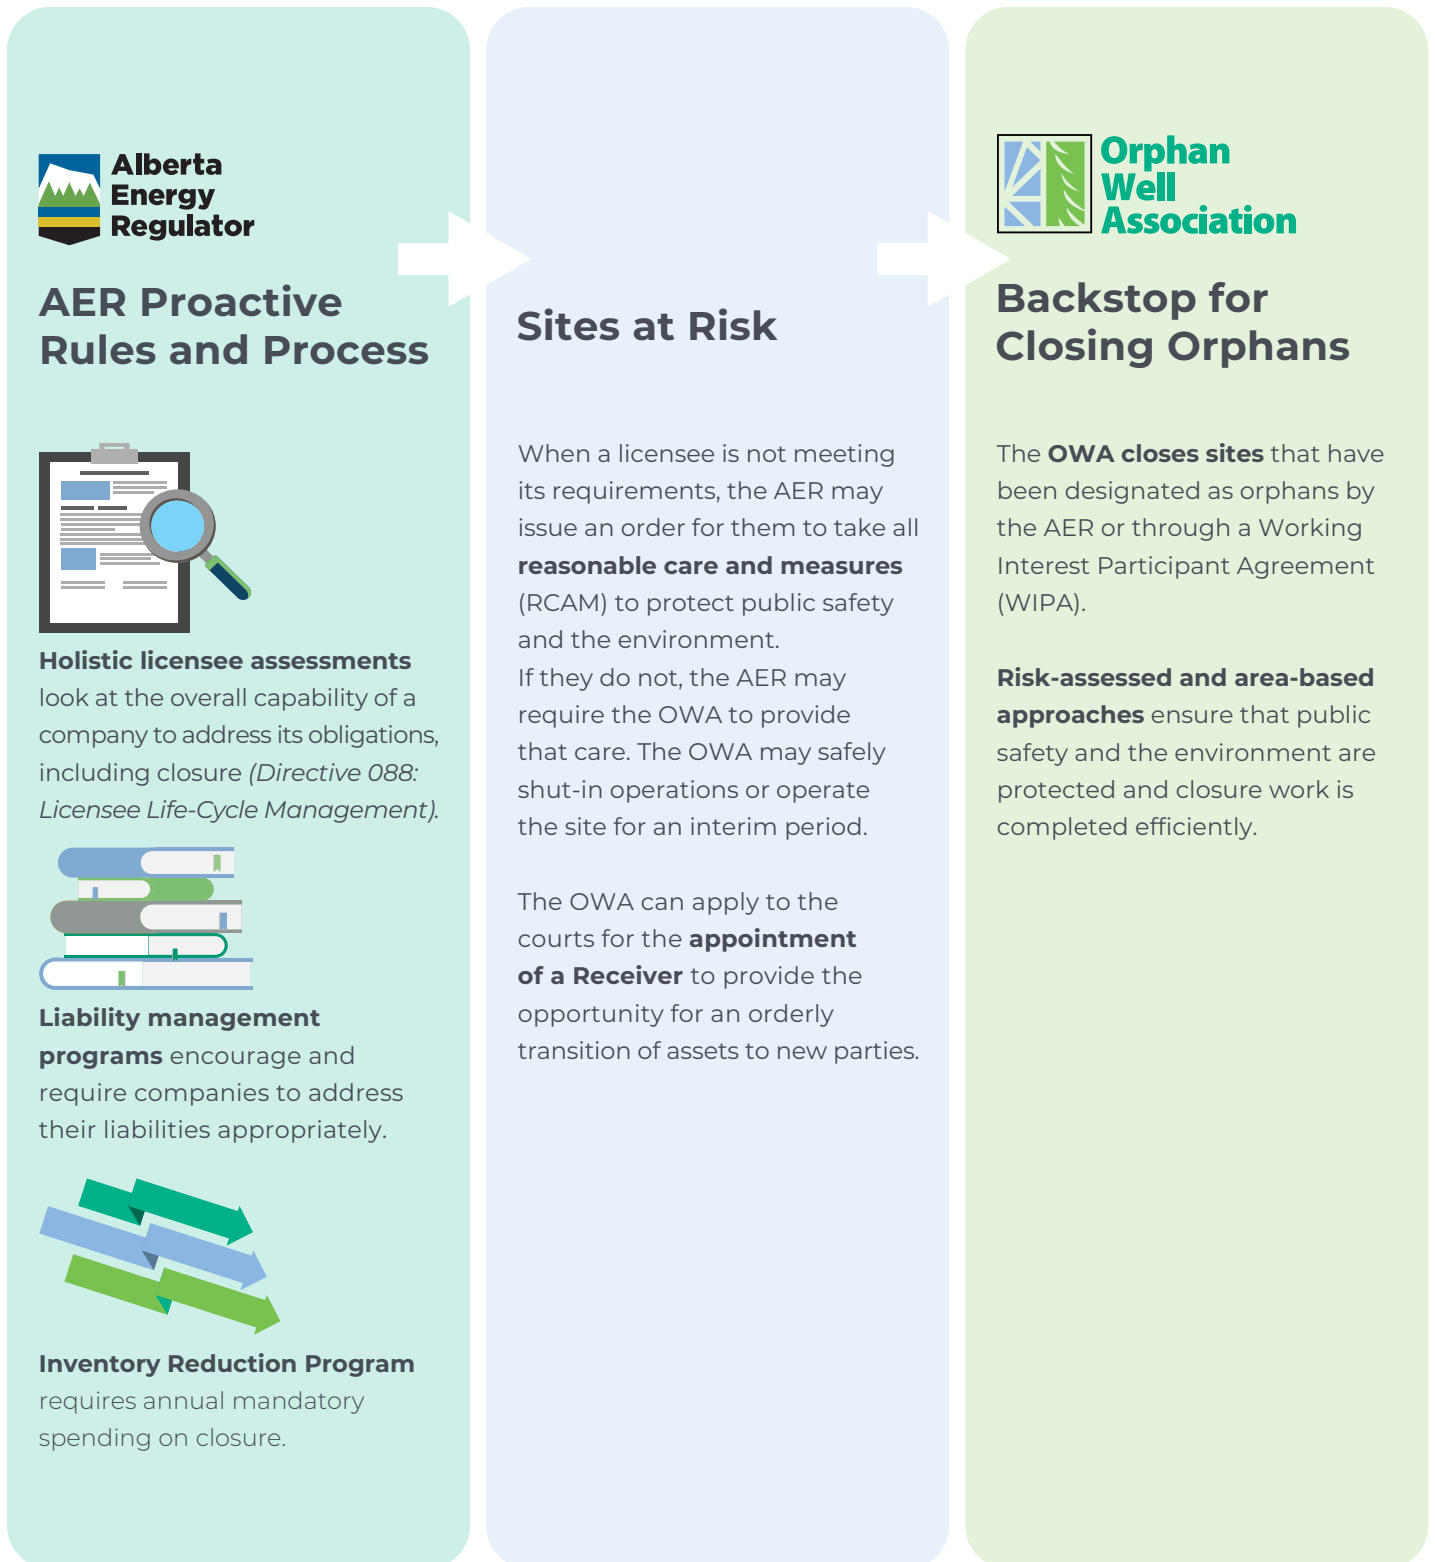 Alberta
Energy
Regulator
AER Proactive
Rules and Process
Holistic licensee assessments
look at the overall capability of a
company to address its obligations,
including closure (Directive 088:
Licensee Life-Cycle Management).
Liability management
programs encourage and
require companies to address
their liabilities appropriately.
Inventory Reduction Program
requires annual mandatory
spending on closure.
Sites at Risk
When a licensee is not meeting
its requirements, the AER may
issue an order for them to take all
reasonable care and measures
(RCAM) to protect public safety
and the environment.
If they do not, the AER may
require the OWA to provide
that care. The OWA may safely
shut-in operations or operate
the site for an interim period.
The OWA can apply to the
courts for the appointment
of a Receiver to provide the
opportunity for an orderly
transition of assets to new parties.
Orphan
Well
Association
Backstop for
Closing Orphans
The OWA closes sites that have
been designated as orphans by
the AER or through a Working
Interest Participant Agreement
(WIPA).
Risk-assessed and area-based
approaches ensure that public
safety and the environment are
protected and closure work is
completed efficiently.